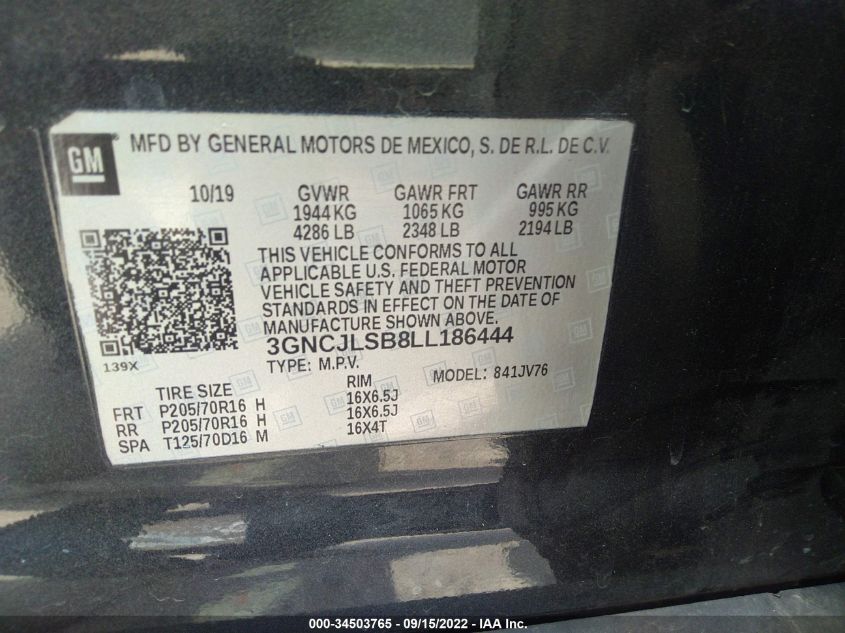 GM MFD BY GENERAL MOTORS DE MEXICO, S. DE R.L. DE C.V.
10/19 GVWR GAWR FRT GAWR RR
1944 KG 1065 KG 995 KG
4286 LB 2348 LB 2194 LB
THIS VEHICLE CONFORMS TO ALL
APPLICABLE U.S. FEDERAL MOTOR
VEHICLE SAFETY AND THEFT PREVENTION
STANDARDS IN EFFECT ON THE DATE OF
MANUFACTURE SHOWN ABOVE.
139X 3GNCJLSB8LL186444
TYPE: M.P.V. MODEL: 841JV76
TIRE SIZE RIM
FRT P205/70R16 H 16X6.5J
RR P205/70R16 H 16X6.5J
SPA T125/70D16 M 16X4T
000-34503765 - 09/15/2022 - IAA Inc.